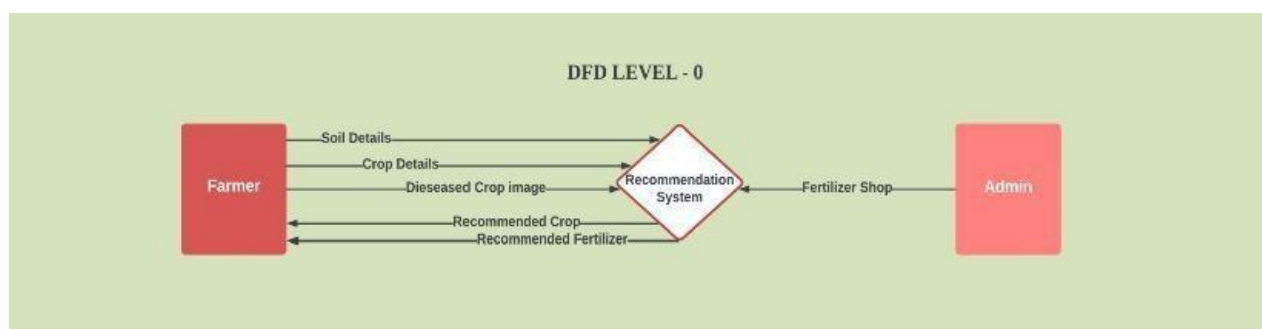 DFD LEVEL - 0
Soil Details
Crop Details
Farmer
Dieseased Crop image
Recommendation
System
Fertilizer Shop
Admin
Recommended Crop
Recommended Fertilizer